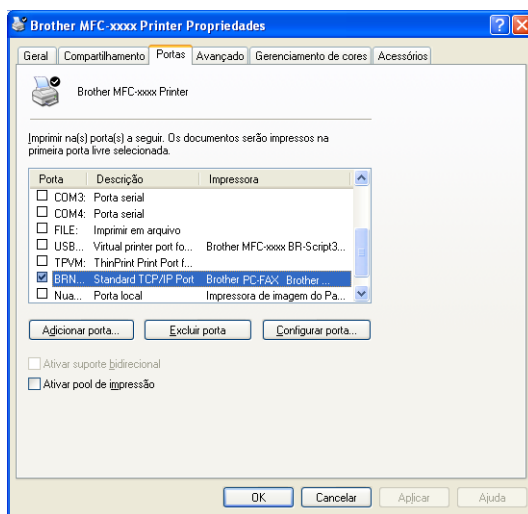 Brother MFC-xxxx Printer Propriedades
Geral Compartilhamento Portas Avançado Gerenciamento de cores Acessórios
Brother MFC-xxxx Printer
Imprimir na(s) porta(s) a seguir. Os documentos serão impressos na
primeira porta livre selecionada.
Porta Descrição Impressora
COM3: Porta serial
COM4: Porta serial
FILE: Imprimir em arquivo
USB... Virtual printer port fo... Brother MFC-xxxx BR-Script3...
TPVM: ThinPrint Print Port f...
BRN... Standard TCP/IP Port Brother PC-FAX Brother ...
Nua... Porta local Impressora de imagem do Pa...
Adicionar porta... Excluir porta Configurar porta...
Ativar suporte bidirecional
Ativar pool de impressão
OK Cancelar Aplicar Ajuda